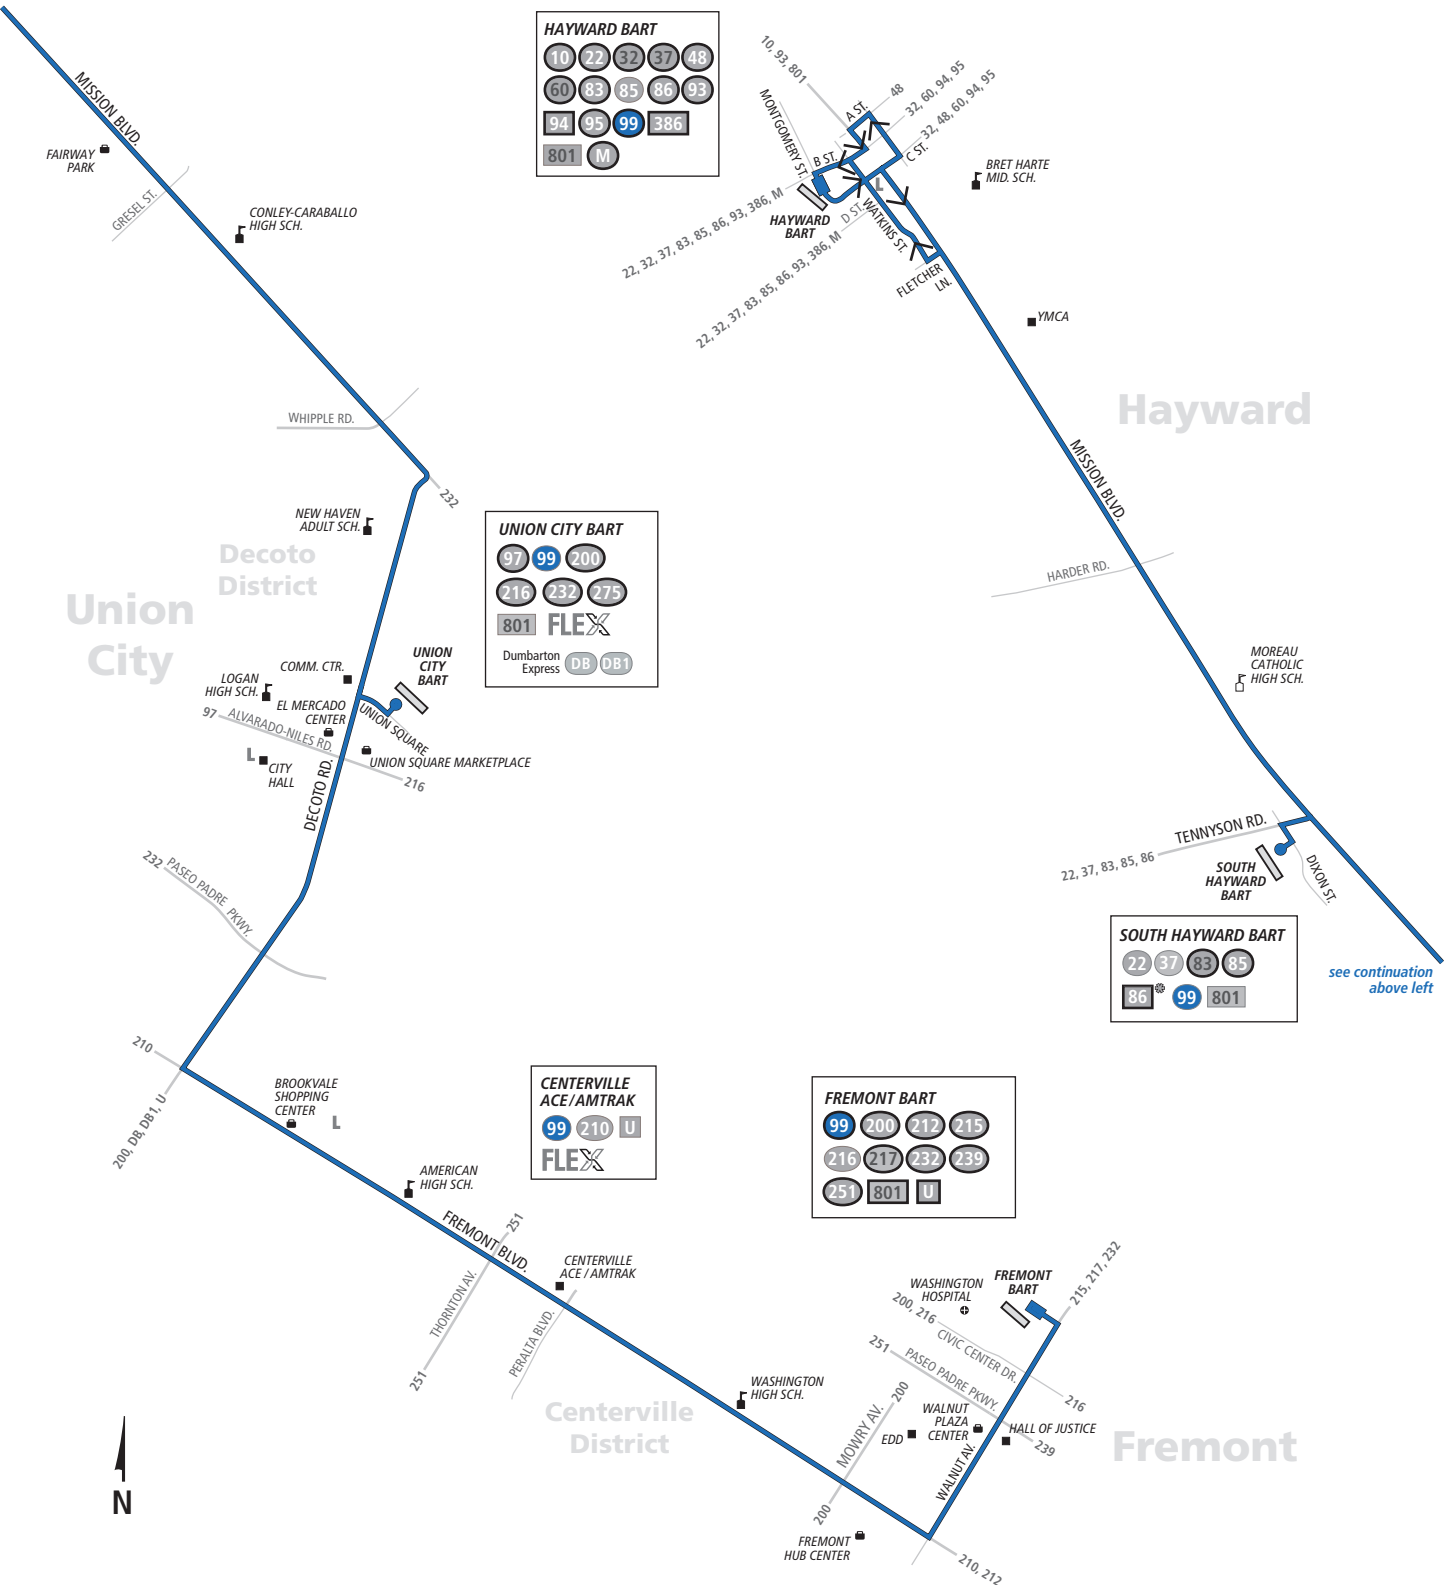 MISSION BLVD.
FAIRWAY
PARK
GRESEL ST.
CONLEY-CARABALLO
HIGH SCH.
WHIPPLE RD.
232
HAYWARD BART
10 22 32 37 48
60 83 85 86 93
94 95 99 386
801 M
10, 93, 801
MONTGOMERY ST.
A ST.
48
32, 60, 94, 95
32, 48, 60, 94, 95
B ST.
C ST.
L
BRET HARTE
MID. SCH.
22, 32, 37, 83, 85, 86, 93, 386, M
HAYWARD
BART
D ST.
WATKINS ST.
22, 32, 37, 83, 85, 86, 93, 386, M
FLETCHER
LN.
YMCA
Hayward
MISSION BLVD.
HARDER RD.
MOREAU
CATHOLIC
HIGH SCH.
TENNYSON RD.
22, 37, 83, 85, 86
SOUTH
HAYWARD
BART
DIXON ST.
SOUTH HAYWARD BART
22 37 83 85
86 99 801
see continuation
above left
NEW HAVEN
ADULT SCH.
Decoto
District
Union
City
UNION CITY BART
97 99 200
216 232 275
801 FLEX
Dumbarton
Express DB DB1
COMM. CTR.
UNION
CITY
BART
LOGAN
HIGH SCH.
EL MERCADO
CENTER
97
ALVARADO-NILES RD.
UNION SQUARE
L
CITY
HALL
UNION SQUARE MARKETPLACE
216
DECOTO RD.
232
PASEO PADRE PKWY.
210
200, DB, DB1, U
BROOKVALE
SHOPPING
CENTER
L
AMERICAN
HIGH SCH.
CENTERVILLE
ACE/AMTRAK
99 210 U
FLEX
FREMONT BLVD.
251
THORNTON AV.
251
CENTERVILLE
ACE / AMTRAK
PERALTA BLVD.
Centerville
District
WASHINGTON
HIGH SCH.
FREMONT BART
99 200 212 215
216 217 232 239
251 801 U
WASHINGTON
HOSPITAL
FREMONT
BART
215, 217, 232
200, 216
CIVIC CENTER DR.
216
251
PASEO PADRE PKWY.
239
200
MOWRY AV.
200
EDD
WALNUT
PLAZA
CENTER
HALL OF JUSTICE
WALNUT AV.
Fremont
FREMONT
HUB CENTER
210, 212
N